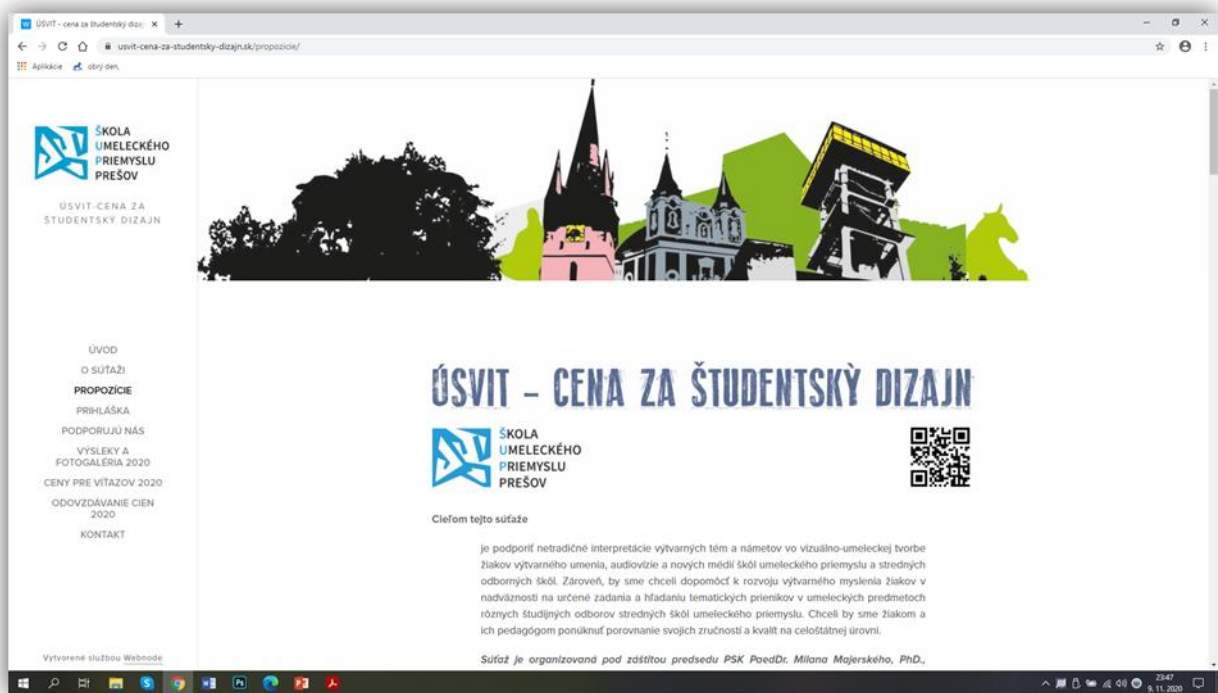 ÚSVIT - cena za študentský dizaj
usvit-cena-za-studentsky-dizajn.sk/propozicie/
Aplikácie
obrý deň,
ŠKOLA
UMELECKÉHO
PRIEMYSLU
PREŠOV
ÚSVIT-CENA ZA
ŠTUDENTSKÝ DIZAJN
ÚVOD
O SÚŤAŽI
PROPOZÍCIE
PRIHLÁŠKA
PODPORUJÚ NÁS
VÝSLEKY A
FOTOGALÉRIA 2020
CENY PRE VÍŤAZOV 2020
ODOVZDÁVANIE CIEN
2020
KONTAKT
Vytvorené službou Webnode
ÚSVIT - CENA ZA ŠTUDENTSKÝ DIZAJN
ŠKOLA
UMELECKÉHO
PRIEMYSLU
PREŠOV
Cieľom tejto súťaže
je podporiť netradičné interpretácie výtvarných tém a námetov vo vizuálno-umeleckej tvorbe
žiakov výtvarného umenia, audiovízie a nových médií škôl umeleckého priemyslu a stredných
odborných škôl. Zároveň, by sme chceli dopomôcť k rozvoju výtvarného myslenia žiakov v
nadväznosti na určené zadania a hľadaniu tematických prienikov v umeleckých predmetoch
rôznych študijných odborov stredných škôl umeleckého priemyslu. Chceli by sme žiakom a
ich pedagógom ponúknuť porovnanie svojich zručností a kvalít na celoštátnej úrovni.
Súťaž je organizovaná pod záštitou predsedu PSK PaedDr. Milana Majerského, PhD.,
23:47
9. 11. 2020